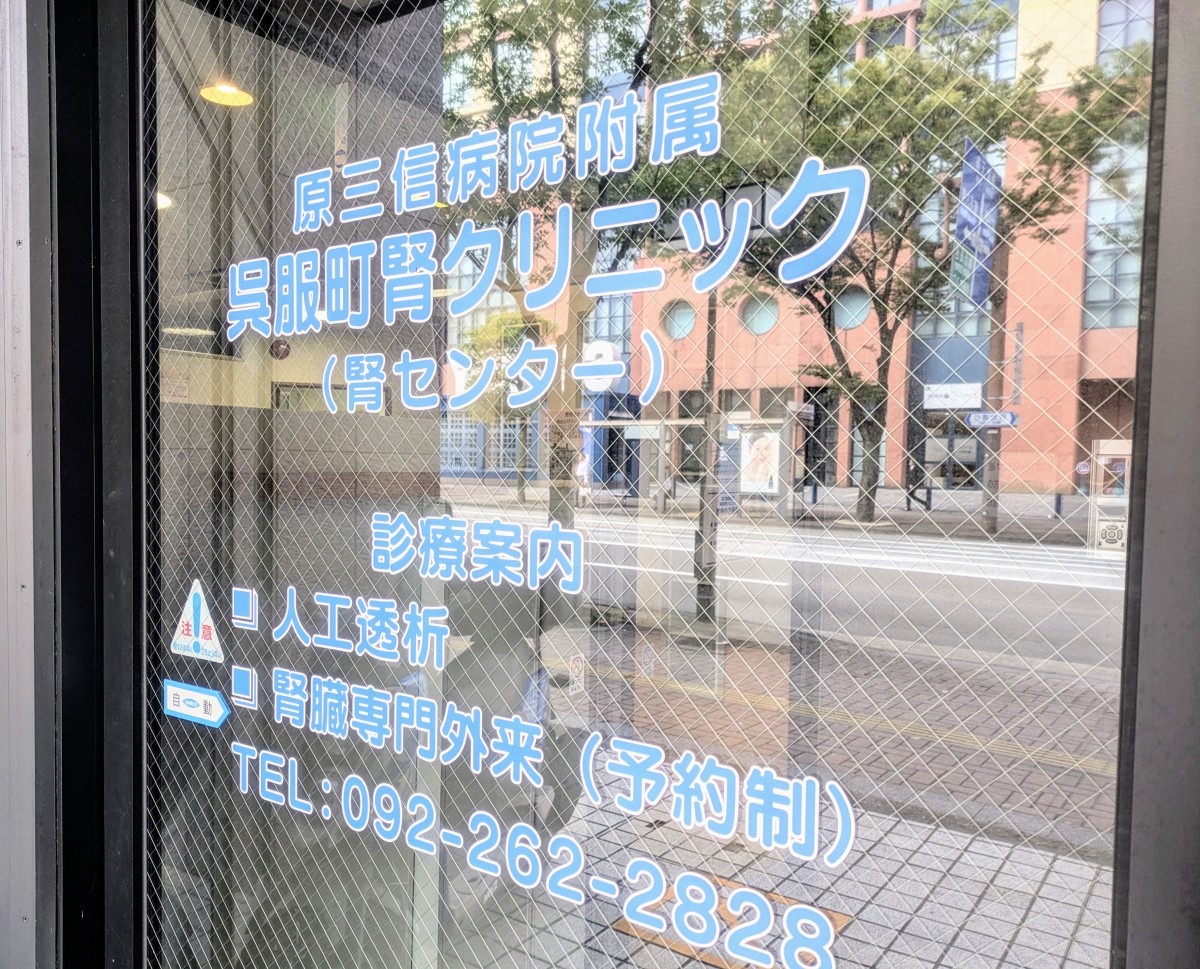 原三信病院附属
呉服町腎クリニック
（腎センター）
診療案内
■ 人工透析
■ 腎臓専門外来（予約制）
TEL：092-262-2828
注意
自動